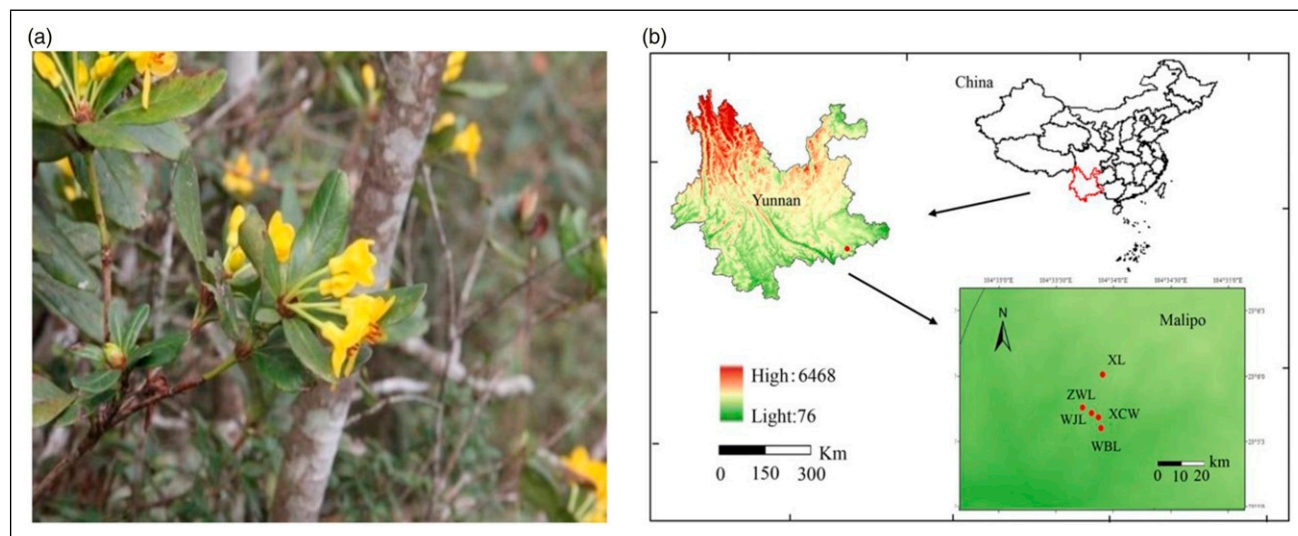 (a)
(b)
China
Yunnan
High:6468
Light:76
Km
0 150 300
Malipo
N
XL
ZWL
WJL
XCW
WBL
km
0 10 20